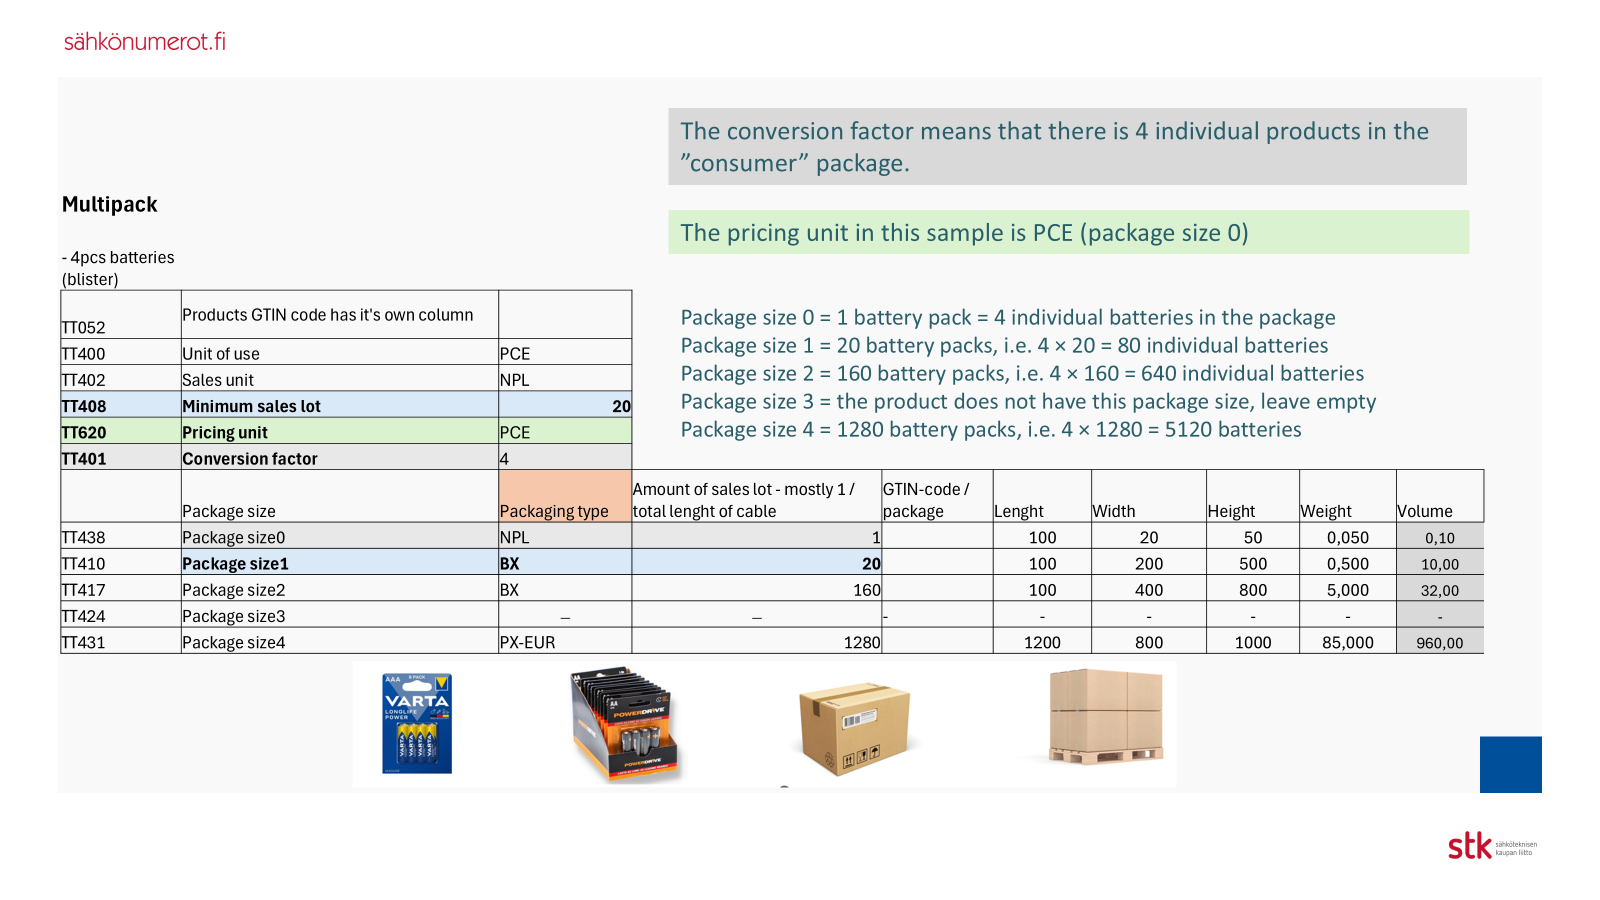 sähkönumerot.fi
The conversion factor means that there is 4 individual products in the
”consumer” package.
Multipack
The pricing unit in this sample is PCE (package size 0)
- 4pcs batteries
(blister)
TT052 Products GTIN code has it's own column
TT400 Unit of use PCE
TT402 Sales unit NPL
TT408 Minimum sales lot 20
TT620 Pricing unit PCE
TT401 Conversion factor 4
Package size 0 = 1 battery pack = 4 individual batteries in the package
Package size 1 = 20 battery packs, i.e. 4 × 20 = 80 individual batteries
Package size 2 = 160 battery packs, i.e. 4 × 160 = 640 individual batteries
Package size 3 = the product does not have this package size, leave empty
Package size 4 = 1280 battery packs, i.e. 4 × 1280 = 5120 batteries
Package size Packaging type Amount of sales lot - mostly 1 / total lenght of cable GTIN-code / package Lenght Width Height Weight Volume
TT438 Package size0 NPL 1 100 20 50 0,050 0,10
TT410 Package size1 BX 20 100 200 500 0,500 10,00
TT417 Package size2 BX 160 100 400 800 5,000 32,00
TT424 Package size3 – – - - - - - -
TT431 Package size4 PX-EUR 1280 1200 800 1000 85,000 960,00
AAA
VARTA
LONGLIFE
POWER
AA
POWERDRIVE
POWERDRIVE
stk sähköteknisen
kaupan liitto